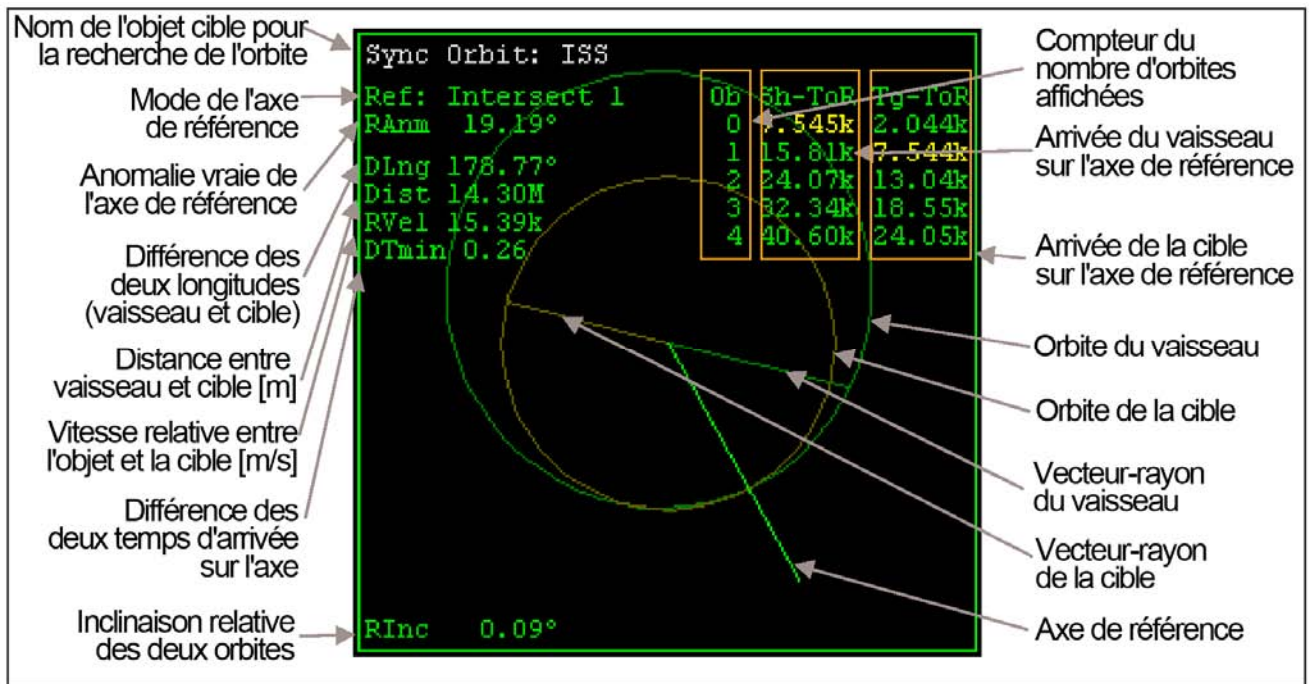 Nom de l'objet cible pour
la recherche de l'orbite
Mode de l'axe
de référence
Anomalie vraie de
l'axe de référence
Différence des
deux longitudes
(vaisseau et cible)
Distance entre
vaisseau et cible [m]
Vitesse relative entre
l'objet et la cible [m/s]
Différence des
deux temps d'arrivée
sur l'axe
Inclinaison relative
des deux orbites
Sync Orbit: ISS
Ref: Intersect 1
RAnm 19.19°
DLng 178.77°
Dist 14.30M
RVel 15.39k
DTmin 0.26
RInc 0.09°
Ob Sh-ToR Tg-ToR
0 7.545k 2.044k
1 15.81k 7.544k
2 24.07k 13.04k
3 32.34k 18.55k
4 40.60k 24.05k
Compteur du
nombre d'orbites
affichées
Arrivée du vaisseau
sur l'axe de référence
Arrivée de la cible
sur l'axe de référence
Orbite du vaisseau
Orbite de la cible
Vecteur-rayon
du vaisseau
Vecteur-rayon
de la cible
Axe de référence